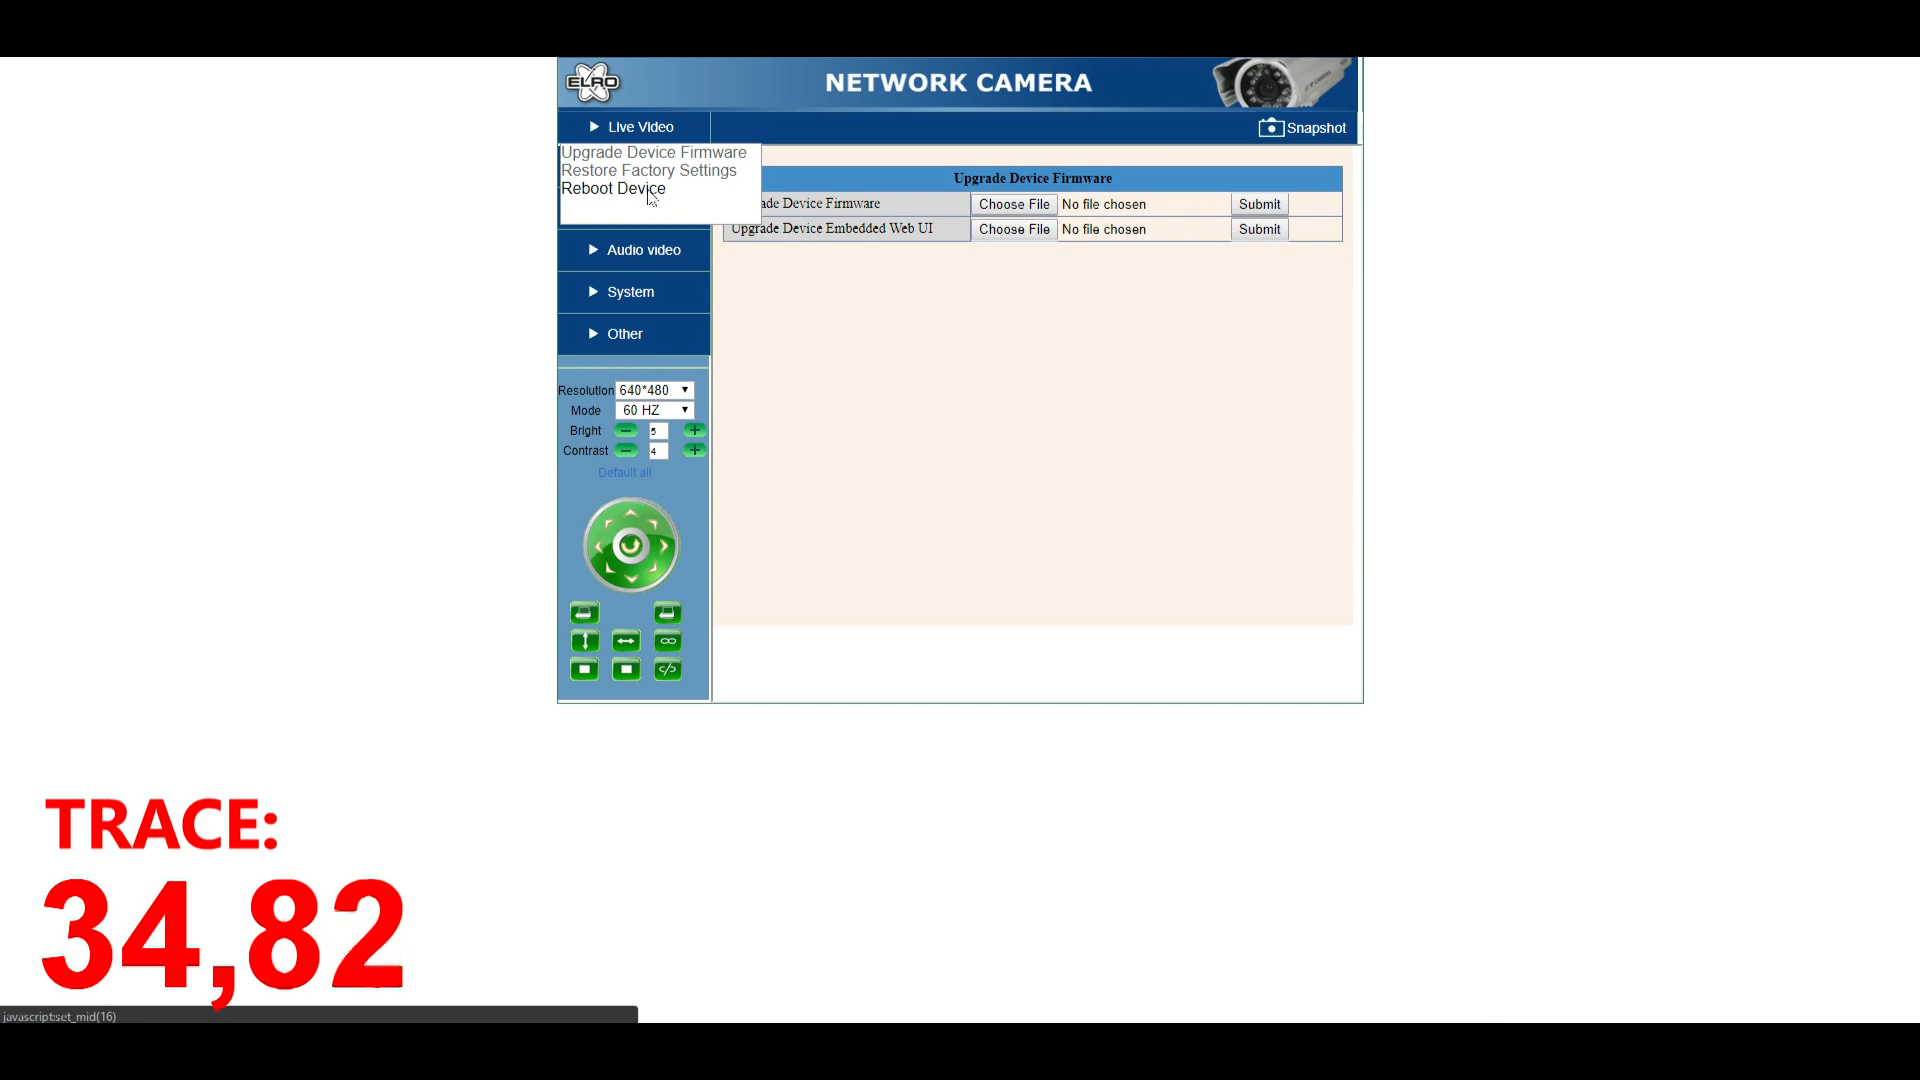 ELRO
NETWORK CAMERA
Live Video
Snapshot
Upgrade Device Firmware
Restore Factory Settings
Reboot Device
Upgrade Device Firmware
ade Device Firmware Choose File No file chosen Submit
Upgrade Device Embedded Web UI Choose File No file chosen Submit
Audio video
System
Other
Resolution 640*480
Mode 60 HZ
Bright 5
Contrast 4
Default all
TRACE:
34,82
javascript:set_mid(16)